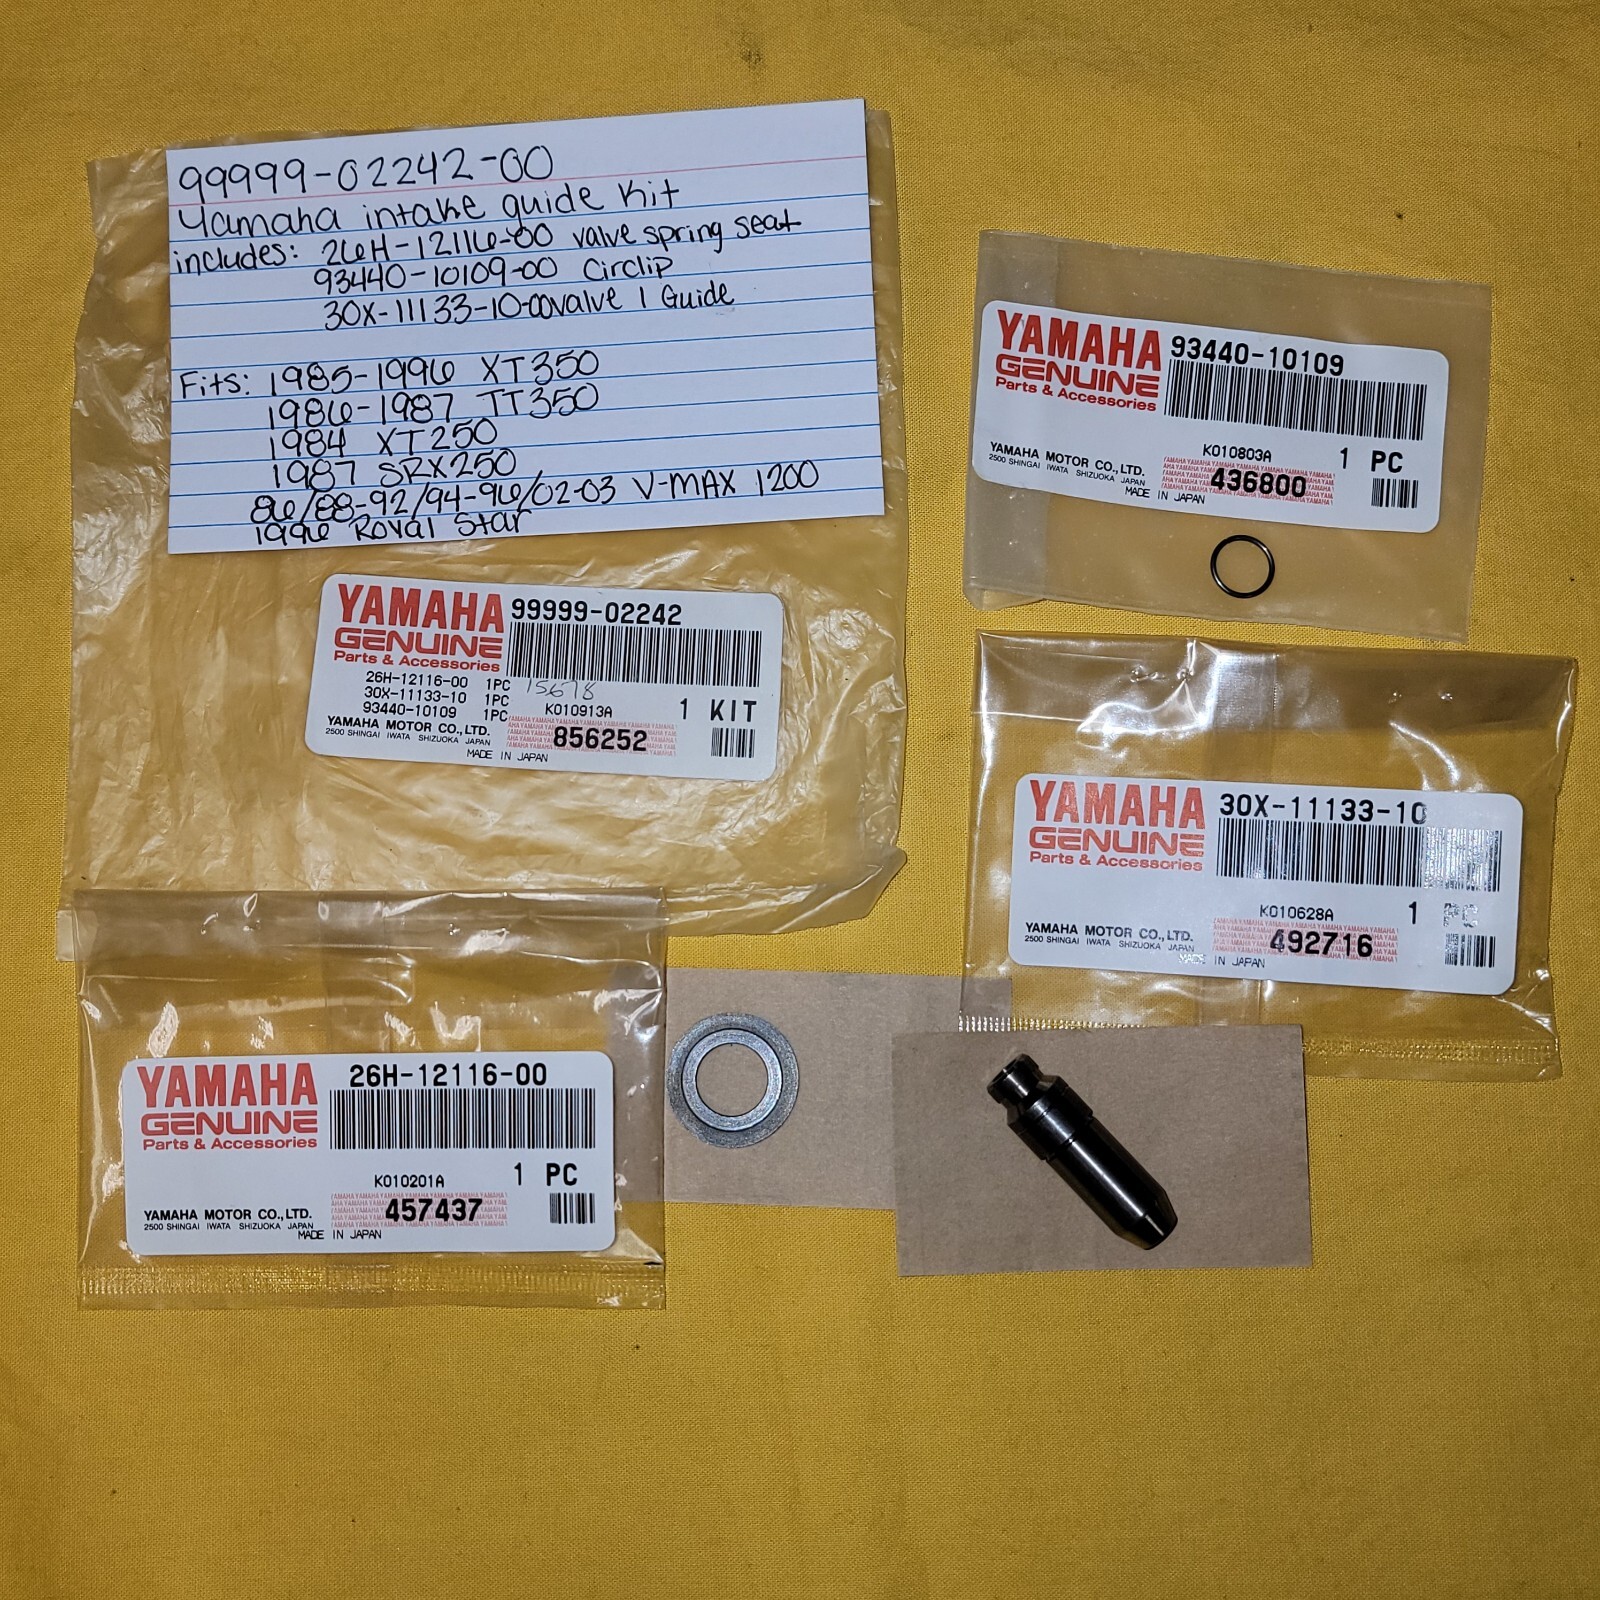 99999-02242-00
Yamaha intake guide kit
includes: 26H-12116-00 valve spring seat
93440-10109-00 Circlip
30X-11133-10-00 valve 1 Guide
Fits: 1985-1996 XT350
1986-1987 TT350
1984 XT250
1987 SRX250
86/88-92/94-96/02-03 V-MAX 1200
1996 Royal Star
YAMAHA 99999-02242
GENUINE
Parts & Accessories
26H-12116-00 1PC 15678
30X-11133-10 1PC
93440-10109 1PC K010913A 1 KIT
YAMAHA MOTOR CO., LTD.
2500 SHINGAI IWATA SHIZUOKA JAPAN 856252
MADE IN JAPAN
YAMAHA 93440-10109
GENUINE
Parts & Accessories
K010803A 1 PC
YAMAHA MOTOR CO., LTD.
2500 SHINGAI IWATA SHIZUOKA JAPAN 436800
MADE IN JAPAN
YAMAHA 30X-11133-10
GENUINE
Parts & Accessories
K010628A 1 PC
YAMAHA MOTOR CO., LTD.
2500 SHINGAI IWATA SHIZUOKA JAPAN 492716
MADE IN JAPAN
YAMAHA 26H-12116-00
GENUINE
Parts & Accessories
K010201A 1 PC
YAMAHA MOTOR CO., LTD.
2500 SHINGAI IWATA SHIZUOKA JAPAN 457437
MADE IN JAPAN